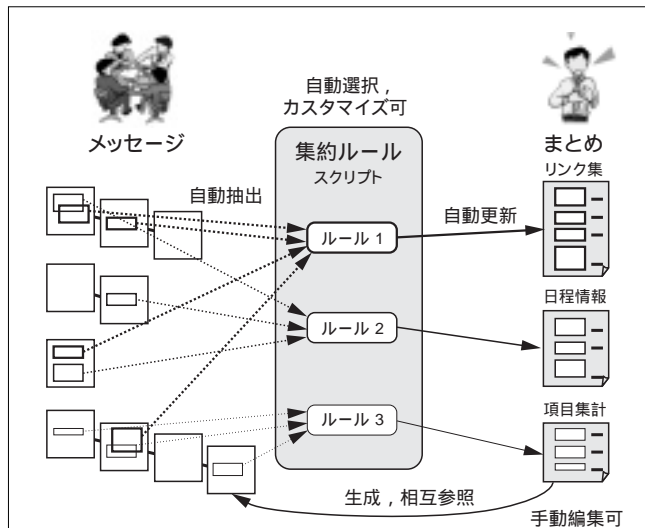 自動選択，
カスタマイズ可
メッセージ
集約ルール
スクリプト
まとめ
リンク集
自動抽出
ルール 1
自動更新
日程情報
ルール 2
項目集計
ルール 3
生成，相互参照
手動編集可